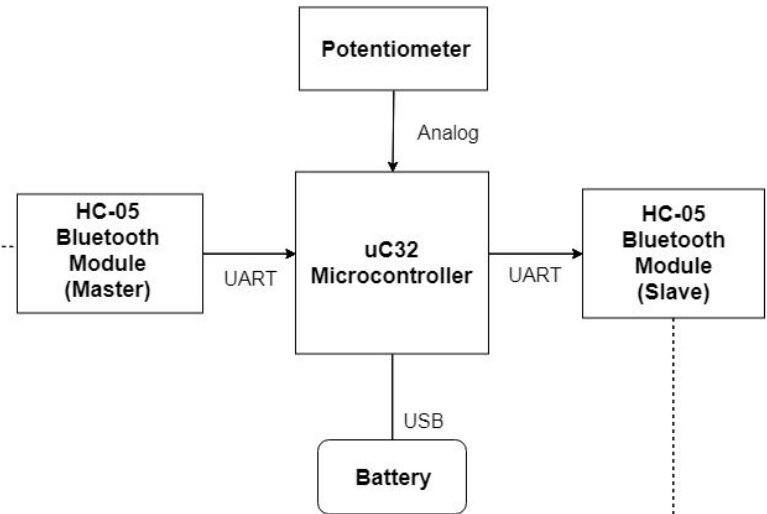 Potentiometer
Analog
HC-05
Bluetooth
Module
(Master)
UART
uC32
Microcontroller
UART
HC-05
Bluetooth
Module
(Slave)
USB
Battery